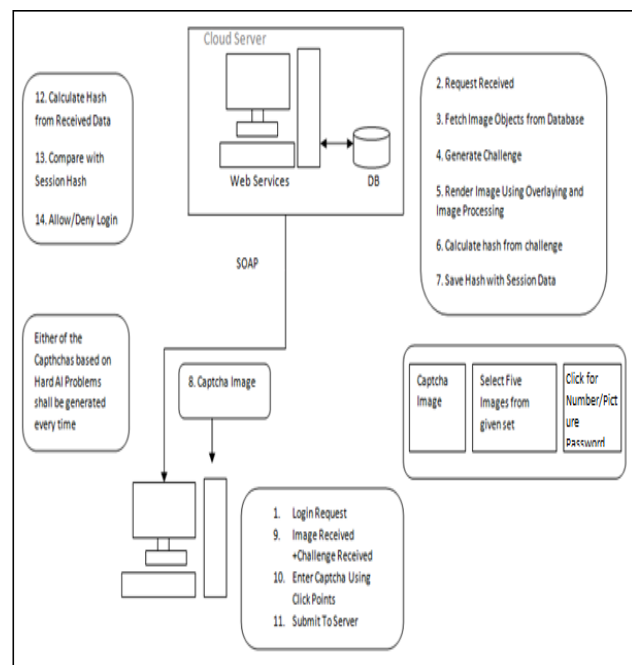 Cloud Server
Web Services
DB
12. Calculate Hash
from Received Data
13. Compare with
Session Hash
14. Allow/Deny Login
2. Request Received
3. Fetch Image Objects from Database
4. Generate Challenge
5. Render Image Using Overlaying and
Image Processing
6. Calculate hash from challenge
7. Save Hash with Session Data
SOAP
Either of the
Capthchas based on
Hard AI Problems
shall be generated
every time
8. Captcha Image
Captcha
Image
Select Five
Images from
given set
Click for
Number/Pict
ure
Password
1. Login Request
9. Image Received
+Challenge Received
10. Enter Captcha Using
Click Points
11. Submit To Server